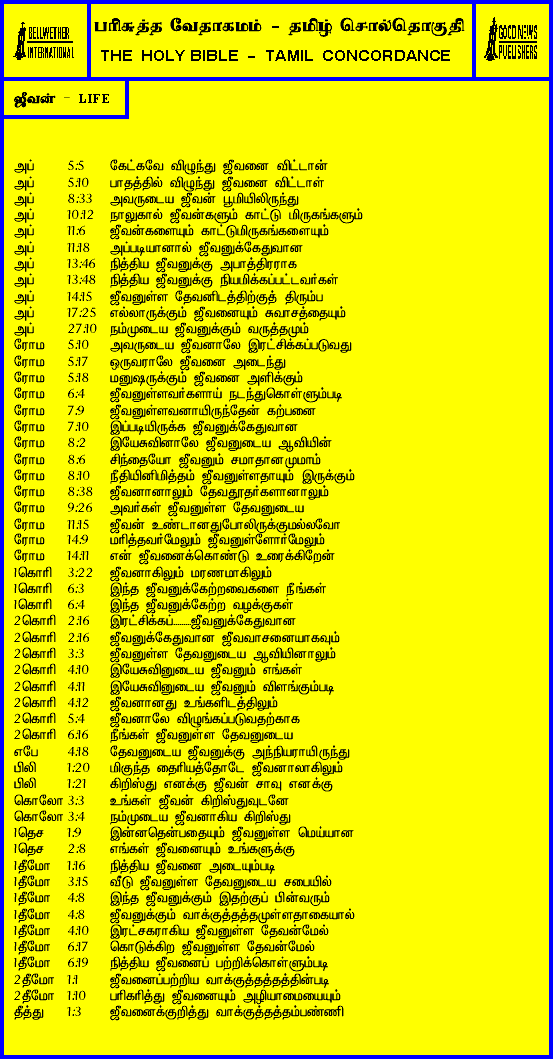 BELLWETHER
INTERNATIONAL
பரிசுத்த வேதாகமம் - தமிழ் சொல்தொகுதி
THE HOLY BIBLE - TAMIL CONCORDANCE
GOOD NEWS
PUBLISHERS
ஜீவன் - LIFE
அப் 5:5 கேட்கவே விழுந்து ஜீவனை விட்டான்
அப் 5:10 பாதத்தில் விழுந்து ஜீவனை விட்டாள்
அப் 8:33 அவருடைய ஜீவன் பூமியிலிருந்து
அப் 10:12 நாலுகால் ஜீவன்களும் காட்டு மிருகங்களும்
அப் 11:6 ஜீவன்களையும் காட்டுமிருகங்களையும்
அப் 11:18 அப்படியானால் ஜீவனுக்கேதுவான
அப் 13:46 நித்திய ஜீவனுக்கு அபாத்திரராக
அப் 13:48 நித்திய ஜீவனுக்கு நியமிக்கப்பட்டவர்கள்
அப் 14:15 ஜீவனுள்ள தேவனிடத்திற்குத் திரும்ப
அப் 17:25 எல்லாருக்கும் ஜீவனையும் சுவாசத்தையும்
அப் 27:10 நம்முடைய ஜீவனுக்கும் வருத்தமும்
ரோம 5:10 அவருடைய ஜீவனாலே இரட்சிக்கப்படுவது
ரோம 5:17 ஒருவராலே ஜீவனை அடைந்து
ரோம 5:18 மனுஷருக்கும் ஜீவனை அளிக்கும்
ரோம 6:4 ஜீவனுள்ளவர்களாய் நடந்துகொள்ளும்படி
ரோம 7:9 ஜீவனுள்ளவனாயிருந்தேன் கற்பனை
ரோம 7:10 இப்படியிருக்க ஜீவனுக்கேதுவான
ரோம 8:2 இயேசுவினாலே ஜீவனுடைய ஆவியின்
ரோம 8:6 சிந்தையோ ஜீவனும் சமாதானமுமாம்
ரோம 8:10 நீதியினிமித்தம் ஜீவனுள்ளதாயும் இருக்கும்
ரோம 8:38 ஜீவனானாலும் தேவதூதர்களானாலும்
ரோம 9:26 அவர்கள் ஜீவனுள்ள தேவனுடைய
ரோம 11:15 ஜீவன் உண்டானதுபோலிருக்குமல்லவோ
ரோம 14:9 மரித்தவர்மேலும் ஜீவனுள்ளோர்மேலும்
ரோம 14:11 என் ஜீவனைக்கொண்டு உரைக்கிறேன்
1கொரி 3:22 ஜீவனாகிலும் மரணமாகிலும்
1கொரி 6:3 இந்த ஜீவனுக்கேற்றவைகளை நீங்கள்
1கொரி 6:4 இந்த ஜீவனுக்கேற்ற வழக்குகள்
2கொரி 2:16 இரட்சிக்கப்.........ஜீவனுக்கேதுவான
2கொரி 2:16 ஜீவனுக்கேதுவான ஜீவவாசனையாகவும்
2கொரி 3:3 ஜீவனுள்ள தேவனுடைய ஆவியினாலும்
2கொரி 4:10 இயேசுவினுடைய ஜீவனும் எங்கள்
2கொரி 4:11 இயேசுவினுடைய ஜீவனும் விளங்கும்படி
2கொரி 4:12 ஜீவனானது உங்களிடத்திலும்
2கொரி 5:4 ஜீவனாலே விழுங்கப்படுவதற்காக
2கொரி 6:16 நீங்கள் ஜீவனுள்ள தேவனுடைய
எபே 4:18 தேவனுடைய ஜீவனுக்கு அந்நியராயிருந்து
பிலி 1:20 மிகுந்த தைரியத்தோடே ஜீவனாலாகிலும்
பிலி 1:21 கிறிஸ்து எனக்கு ஜீவன் சாவு எனக்கு
கொலோ 3:3 உங்கள் ஜீவன் கிறிஸ்துவுடனே
கொலோ 3:4 நம்முடைய ஜீவனாகிய கிறிஸ்து
1தெச 1:9 இன்னதென்பதையும் ஜீவனுள்ள மெய்யான
1தெச 2:8 எங்கள் ஜீவனையும் உங்களுக்கு
1தீமோ 1:16 நித்திய ஜீவனை அடையும்படி
1தீமோ 3:15 வீடு ஜீவனுள்ள தேவனுடைய சபையில்
1தீமோ 4:8 இந்த ஜீவனுக்கும் இதற்குப் பின்வரும்
1தீமோ 4:8 ஜீவனுக்கும் வாக்குத்தத்தமுள்ளதாகையால்
1தீமோ 4:10 இரட்சகராகிய ஜீவனுள்ள தேவன்மேல்
1தீமோ 6:17 கொடுக்கிற ஜீவனுள்ள தேவன்மேல்
1தீமோ 6:19 நித்திய ஜீவனைப் பற்றிக்கொள்ளும்படி
2தீமோ 1:1 ஜீவனைப்பற்றிய வாக்குத்தத்தத்தின்படி
2தீமோ 1:10 பரிகரித்து ஜீவனையும் அழியாமையையும்
தீத்து 1:3 ஜீவனைக்குறித்து வாக்குத்தத்தம்பண்ணி